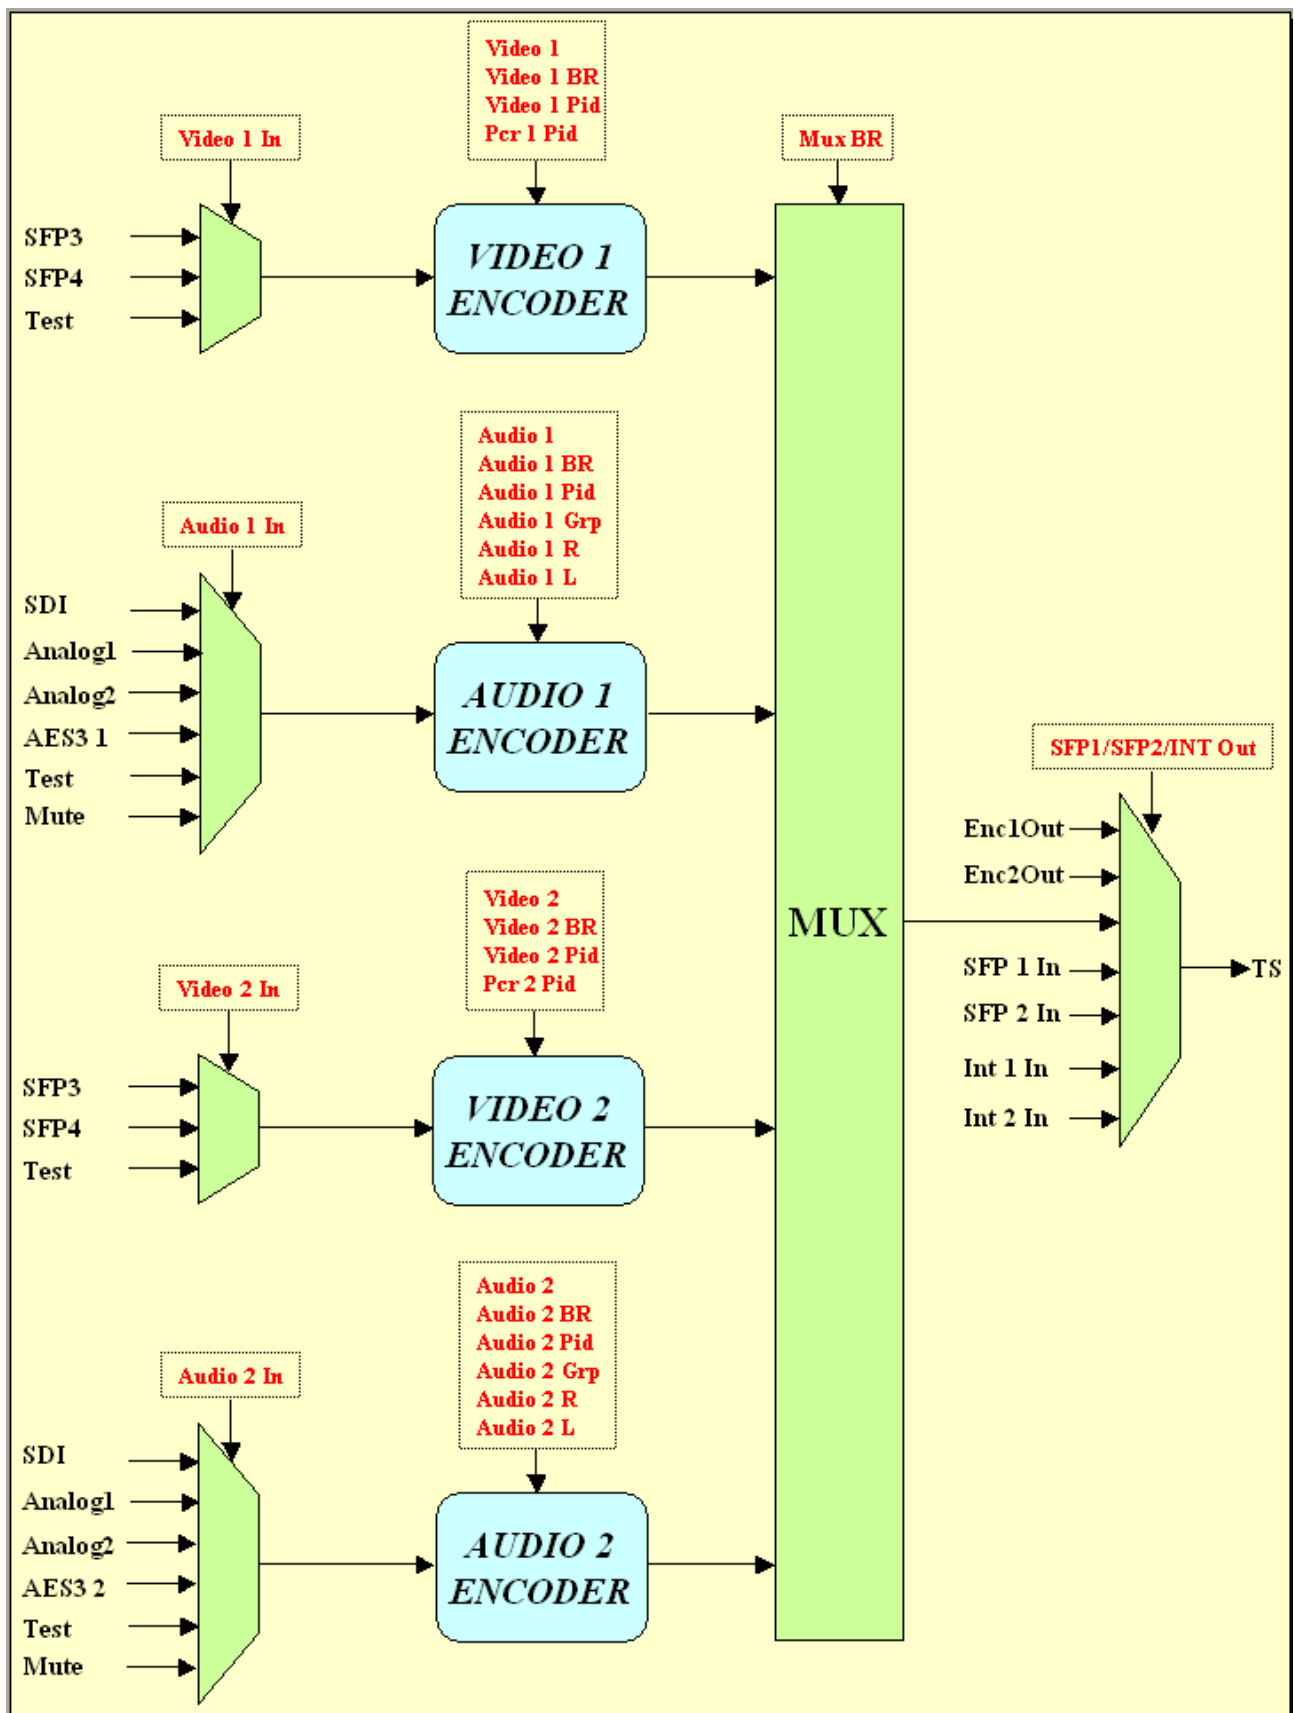 Video 1
Video 1 BR
Video 1 Pid
Pcr 1 Pid
Video 1 In
Mux BR
SFP3
SFP4
Test
VIDEO 1
ENCODER
Audio 1
Audio 1 BR
Audio 1 Pid
Audio 1 Grp
Audio 1 R
Audio 1 L
Audio 1 In
SDI
Analog1
Analog2
AES3 1
Test
Mute
AUDIO 1
ENCODER
SFP1/SFP2/INT Out
Enc1Out
Enc2Out
MUX
SFP 1 In
SFP 2 In
Int 1 In
Int 2 In
TS
Video 2
Video 2 BR
Video 2 Pid
Pcr 2 Pid
Video 2 In
SFP3
SFP4
Test
VIDEO 2
ENCODER
Audio 2
Audio 2 BR
Audio 2 Pid
Audio 2 Grp
Audio 2 R
Audio 2 L
Audio 2 In
SDI
Analog1
Analog2
AES3 2
Test
Mute
AUDIO 2
ENCODER